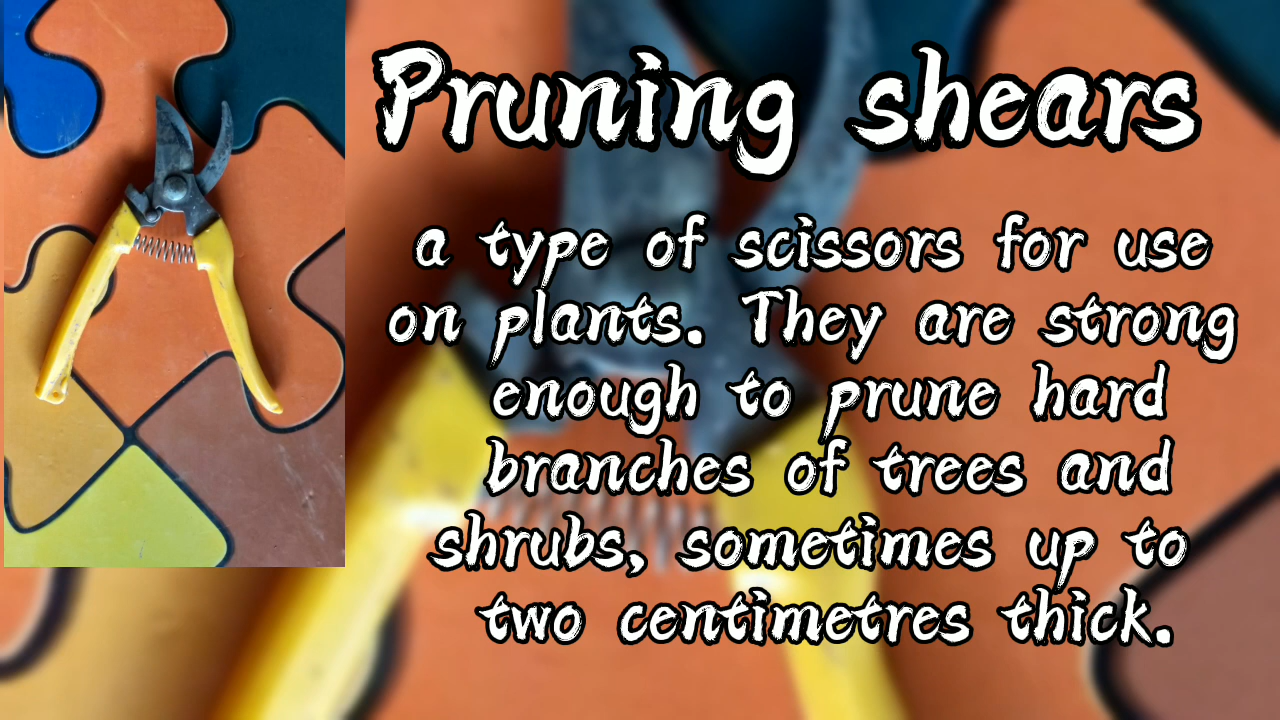 Pruning shears
a type of scissors for use
on plants. They are strong
enough to prune hard
branches of trees and
shrubs, sometimes up to
two centimetres thick.